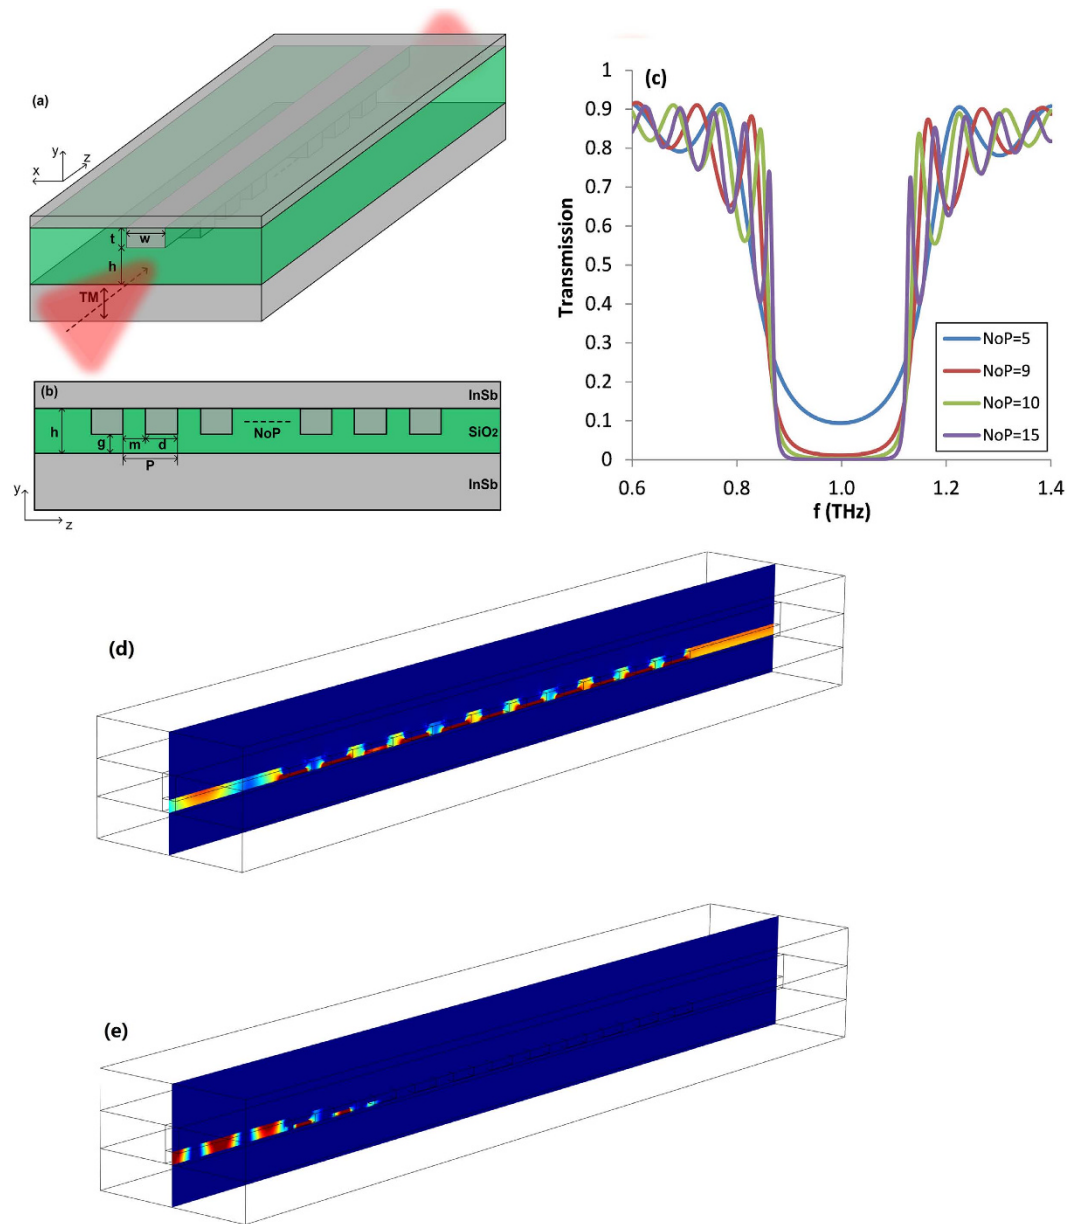 (a)
y
z
x
t
w
h
TM
(b)
InSb
h
SiO₂
g
m
d
NoP
P
InSb
y
z
(c)
Transmission
1
0.9
0.8
0.7
0.6
0.5
0.4
0.3
0.2
0.1
0
0.6
0.8
1.0
1.2
1.4
f (THz)
NoP=5
NoP=9
NoP=10
NoP=15
(d)
(e)